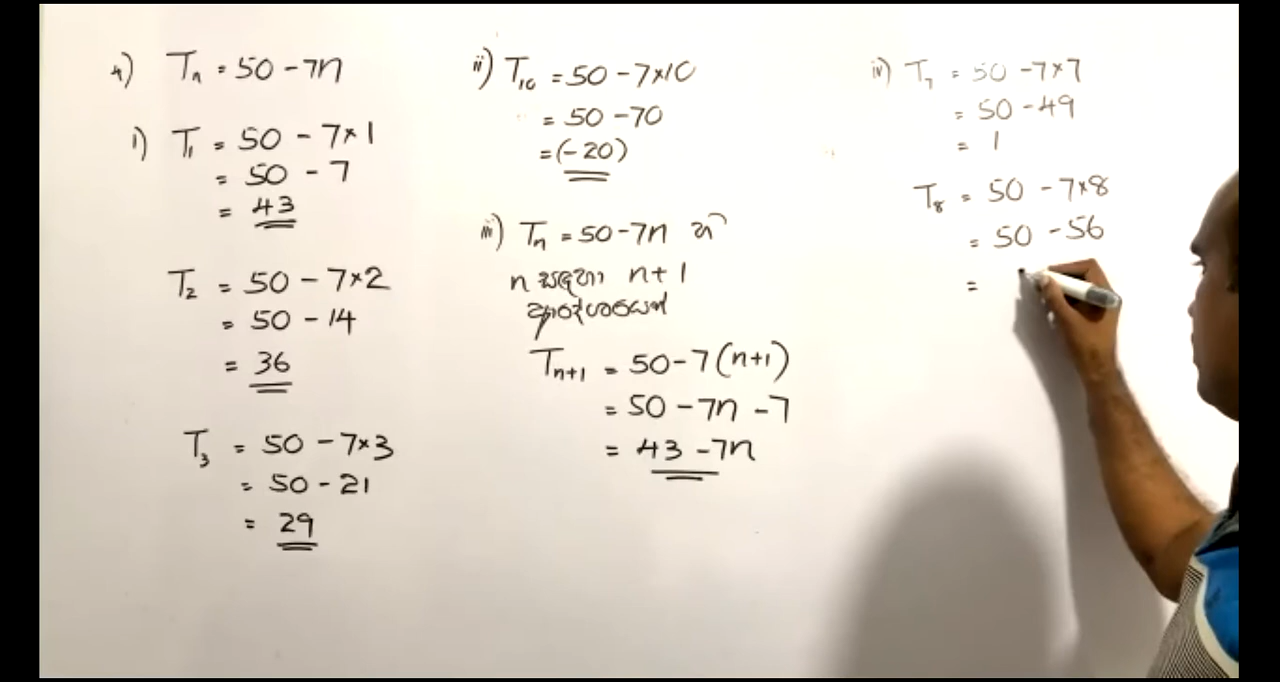 4) Tn = 50 - 7n
i) T1 = 50 - 7×1
= 50 - 7
= 43
T2 = 50 - 7×2
= 50 - 14
= 36
T3 = 50 - 7×3
= 50 - 21
= 29
ii) T10 = 50 - 7×10
= 50 - 70
= (-20)
iii) Tn = 50 - 7n හි
n සඳහා n+1
ආදේශයෙන්
Tn+1 = 50 - 7(n+1)
= 50 - 7n - 7
= 43 - 7n
iv) T7 = 50 - 7×7
= 50 - 49
= 1
T8 = 50 - 7×8
= 50 - 56
=